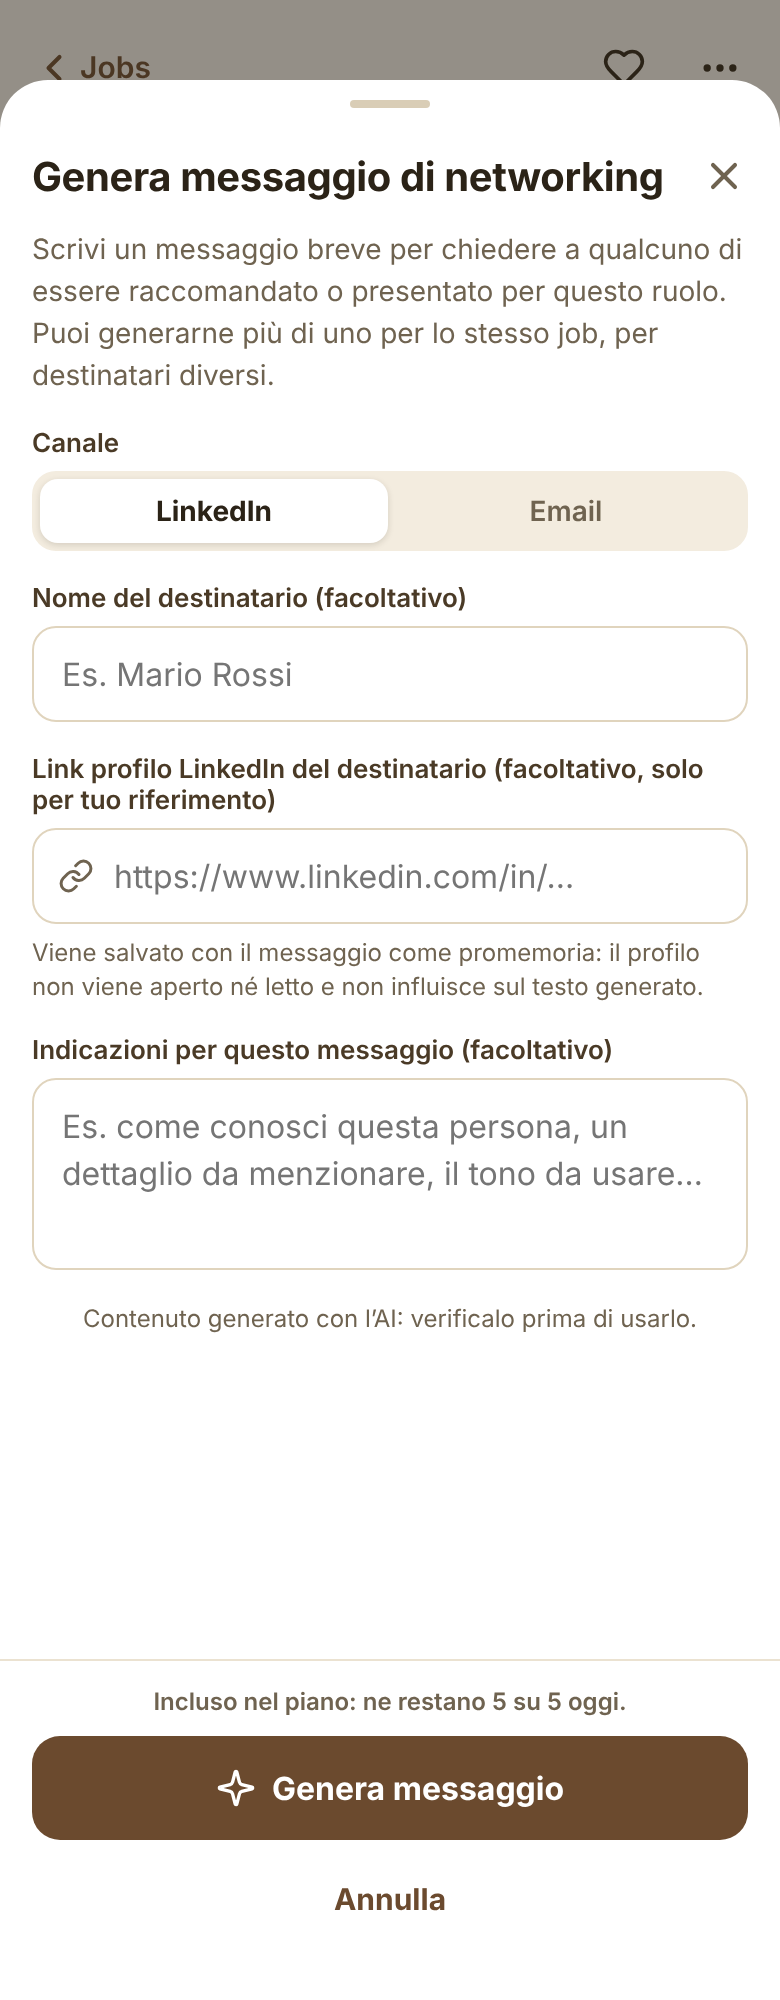 Jobs
Genera messaggio di networking
Scrivi un messaggio breve per chiedere a qualcuno di
essere raccomandato o presentato per questo ruolo.
Puoi generarne più di uno per lo stesso job, per
destinatari diversi.
Canale
LinkedIn
Email
Nome del destinatario (facoltativo)
Es. Mario Rossi
Link profilo LinkedIn del destinatario (facoltativo, solo
per tuo riferimento)
https://www.linkedin.com/in/...
Viene salvato con il messaggio come promemoria: il profilo
non viene aperto né letto e non influisce sul testo generato.
Indicazioni per questo messaggio (facoltativo)
Es. come conosci questa persona, un
dettaglio da menzionare, il tono da usare...
Contenuto generato con l’AI: verificalo prima di usarlo.
Incluso nel piano: ne restano 5 su 5 oggi.
Genera messaggio
Annulla